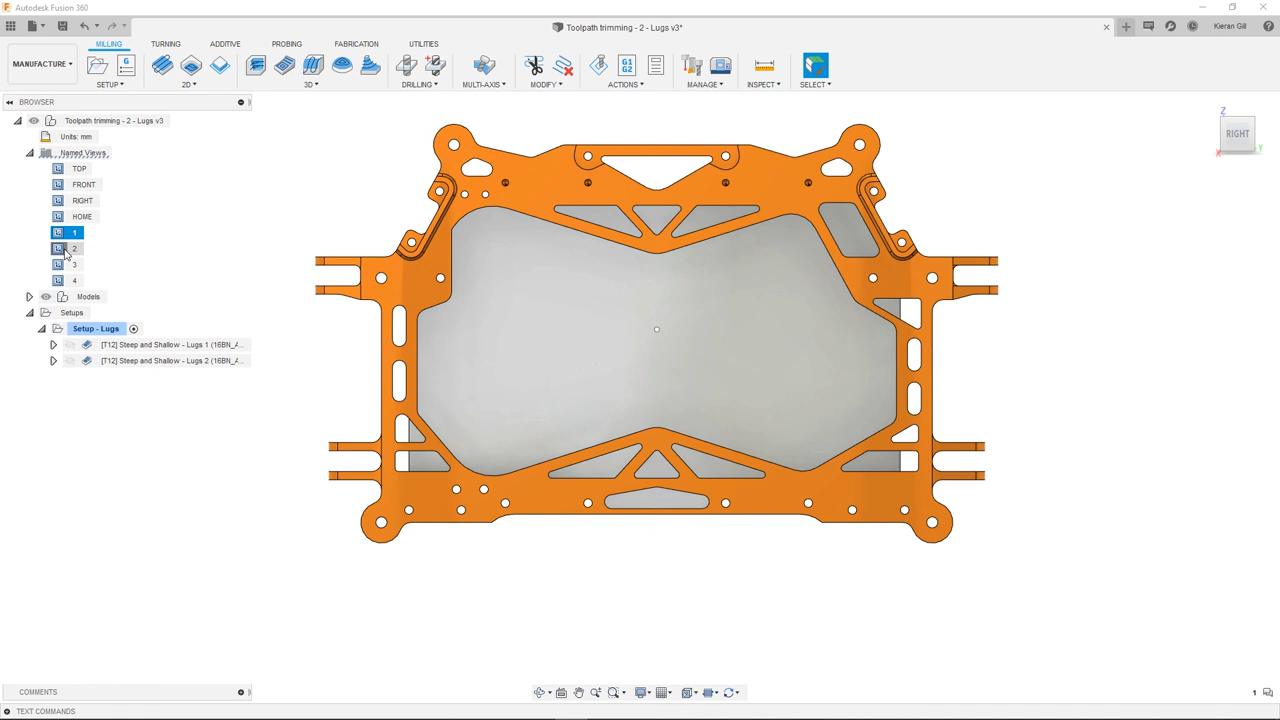 Autodesk Fusion 360
Toolpath trimming - 2 - Lugs v3*
Kieran Gill
MANUFACTURE
MILLING
TURNING
ADDITIVE
PROBING
FABRICATION
UTILITIES
G1
G2
SETUP
2D
3D
DRILLING
MULTI-AXIS
MODIFY
ACTIONS
MANAGE
INSPECT
SELECT
BROWSER
Toolpath trimming - 2 - Lugs v3
Units: mm
Named Views
TOP
FRONT
RIGHT
HOME
1
2
3
4
Models
Setups
Setup - Lugs
[T12] Steep and Shallow - Lugs 1 (16BN_A...
[T12] Steep and Shallow - Lugs 2 (16BN_A...
Z
RIGHT
X
Y
COMMENTS
1
TEXT COMMANDS